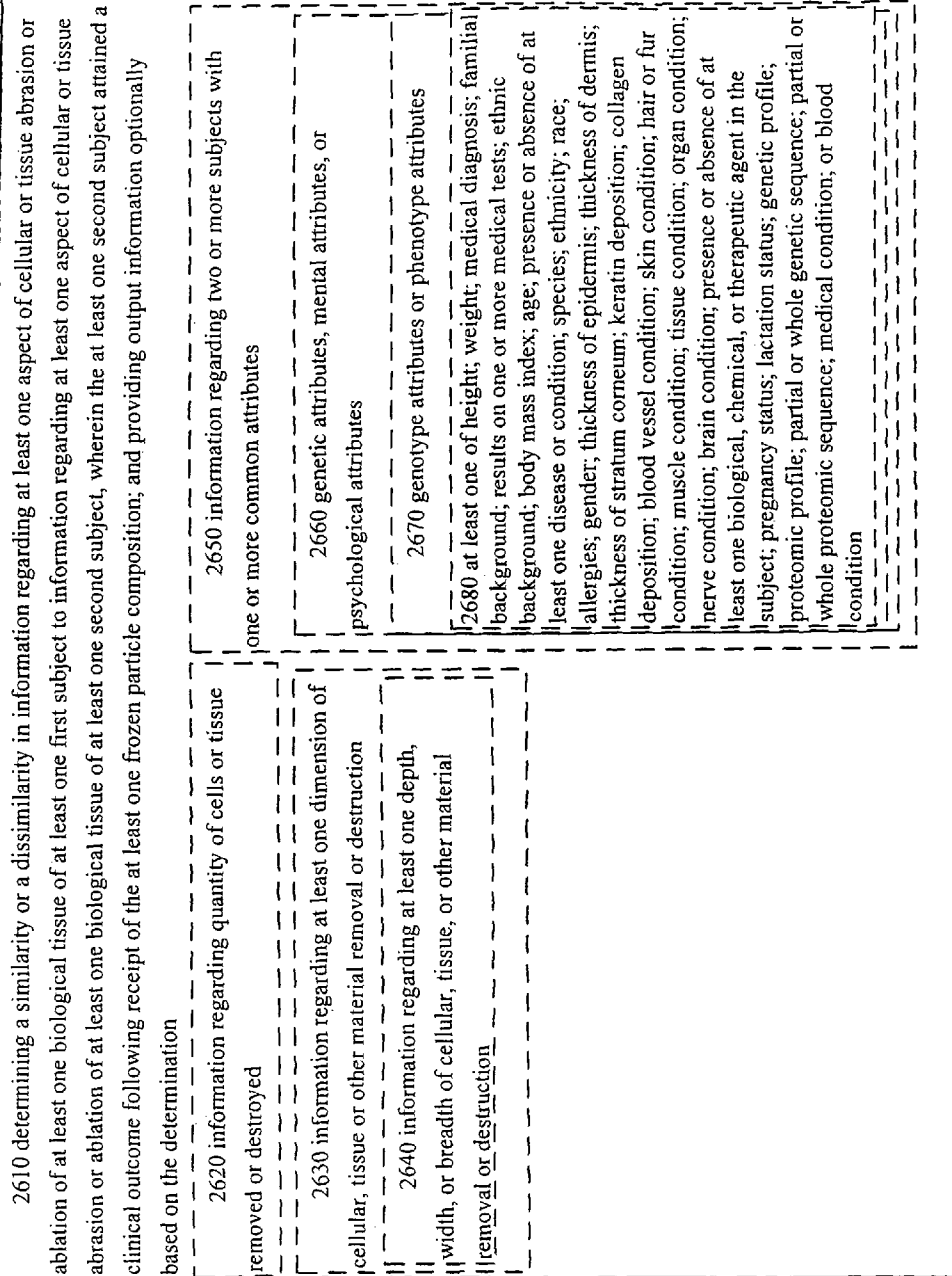 2610 determining a similarity or a dissimilarity in information regarding at least one aspect of cellular or tissue abrasion or
ablation of at least one biological tissue of at least one first subject to information regarding at least one aspect of cellular or tissue
abrasion or ablation of at least one biological tissue of at least one second subject, wherein the at least one second subject attained a
clinical outcome following receipt of the at least one frozen particle composition; and providing output information optionally
based on the determination
2620 information regarding quantity of cells or tissue
removed or destroyed
2630 information regarding at least one dimension of
cellular, tissue or other material removal or destruction
2640 information regarding at least one depth,
width, or breadth of cellular, tissue, or other material
removal or destruction
2650 information regarding two or more subjects with
one or more common attributes
2660 genetic attributes, mental attributes, or
psychological attributes
2670 genotype attributes or phenotype attributes
2680 at least one of height; weight; medical diagnosis; familial
background; results on one or more medical tests; ethnic
background; body mass index; age; presence or absence of at
least one disease or condition; species; ethnicity; race;
allergies; gender; thickness of epidermis; thickness of dermis;
thickness of stratum corneum; keratin deposition; collagen
deposition; blood vessel condition; skin condition; hair or fur
condition; muscle condition; tissue condition; organ condition;
nerve condition; brain condition; presence or absence of at
least one biological, chemical, or therapeutic agent in the
subject; pregnancy status; lactation status; genetic profile;
proteomic profile; partial or whole genetic sequence; partial or
whole proteomic sequence; medical condition; or blood
condition